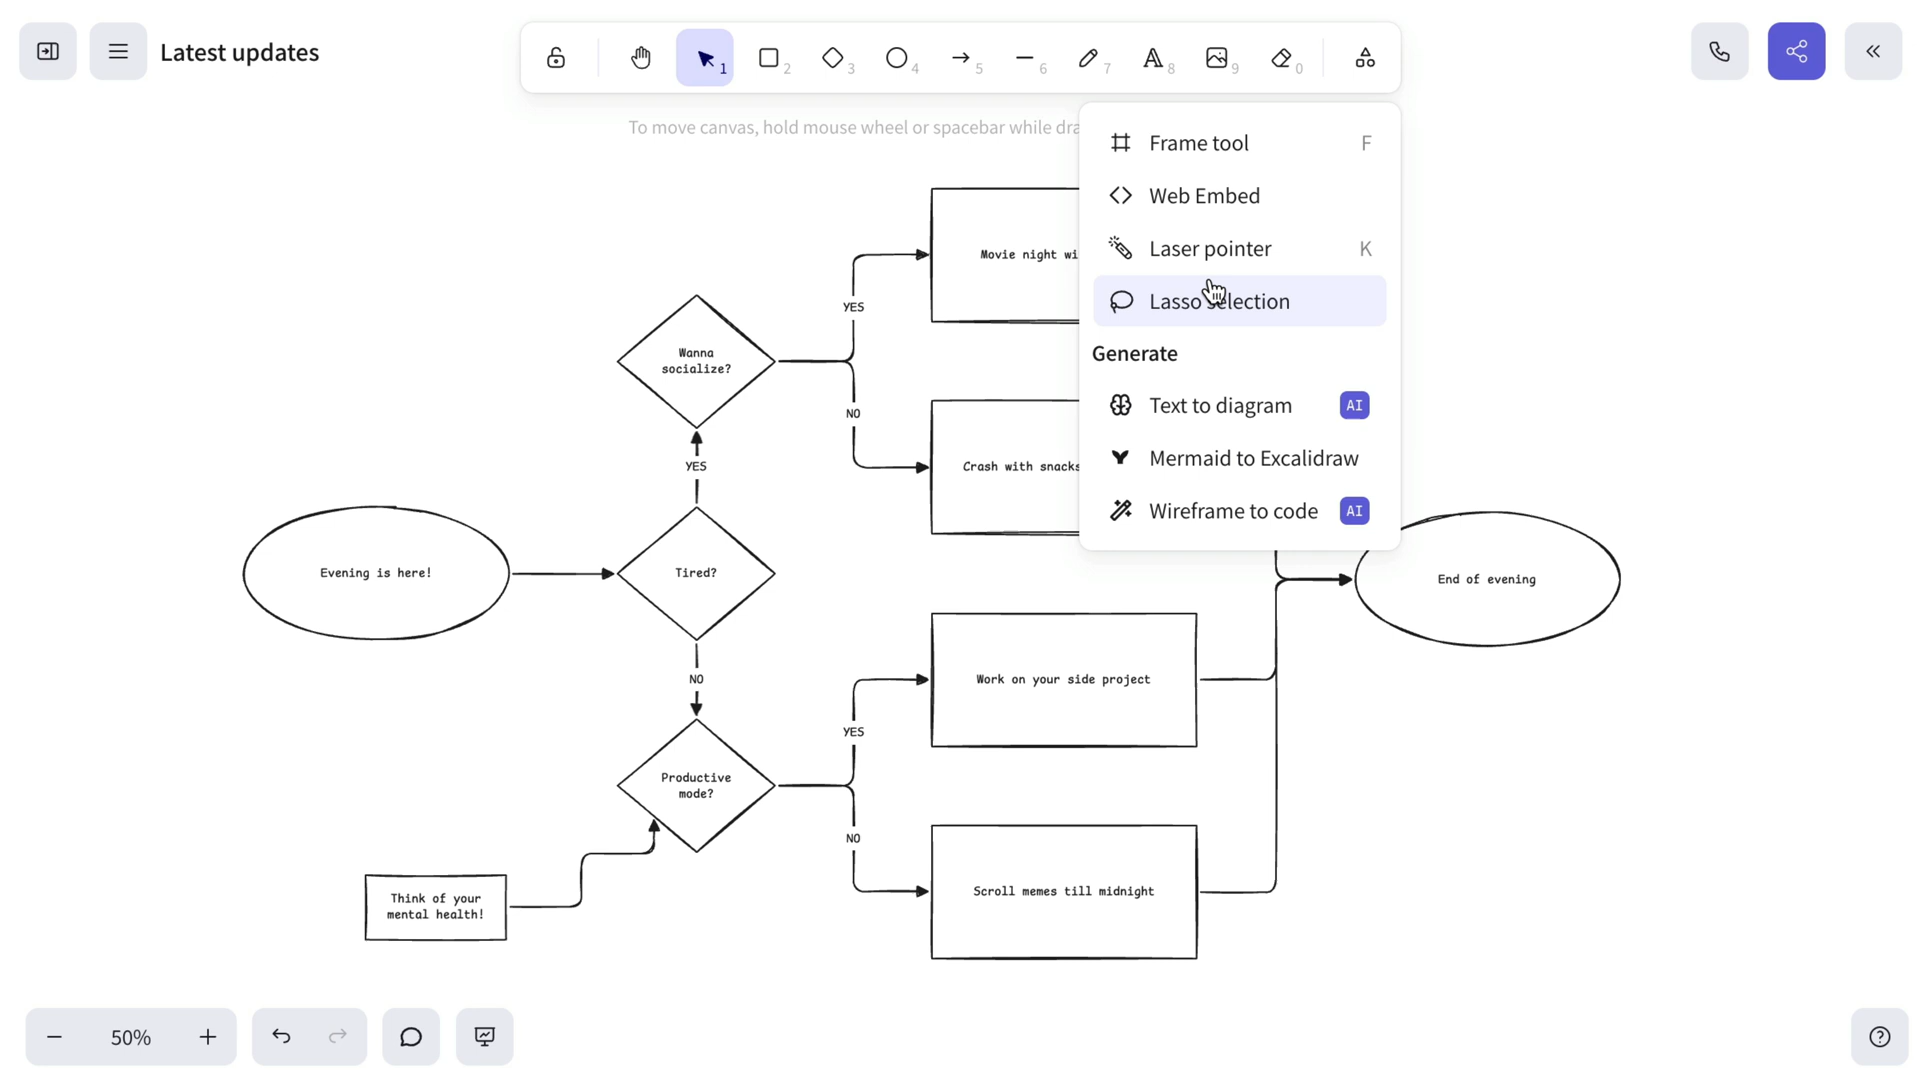 Latest updates
1
2
3
4
5
6
7
8
9
0
To move canvas, hold mouse wheel or spacebar while dra
Frame tool F
Web Embed
Laser pointer K
Lasso selection
Generate
Text to diagram AI
Mermaid to Excalidraw
Wireframe to code AI
Movie night wi
YES
Wanna
socialize?
NO
Crash with snacks
YES
Evening is here!
Tired?
End of evening
NO
Work on your side project
YES
Productive
mode?
NO
Scroll memes till midnight
Think of your
mental health!
50%